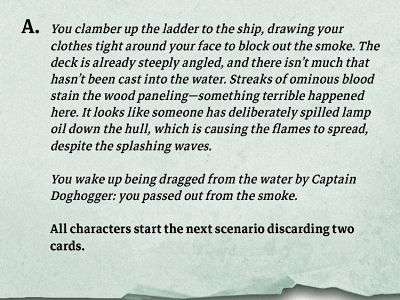 A. You clamber up the ladder to the ship, drawing your
clothes tight around your face to block out the smoke. The
deck is already steeply angled, and there isn't much that
hasn't been cast into the water. Streaks of ominous blood
stain the wood paneling—something terrible happened
here. It looks like someone has deliberately spilled lamp
oil down the hull, which is causing the flames to spread,
despite the splashing waves.
You wake up being dragged from the water by Captain
Doghogger: you passed out from the smoke.
All characters start the next scenario discarding two
cards.